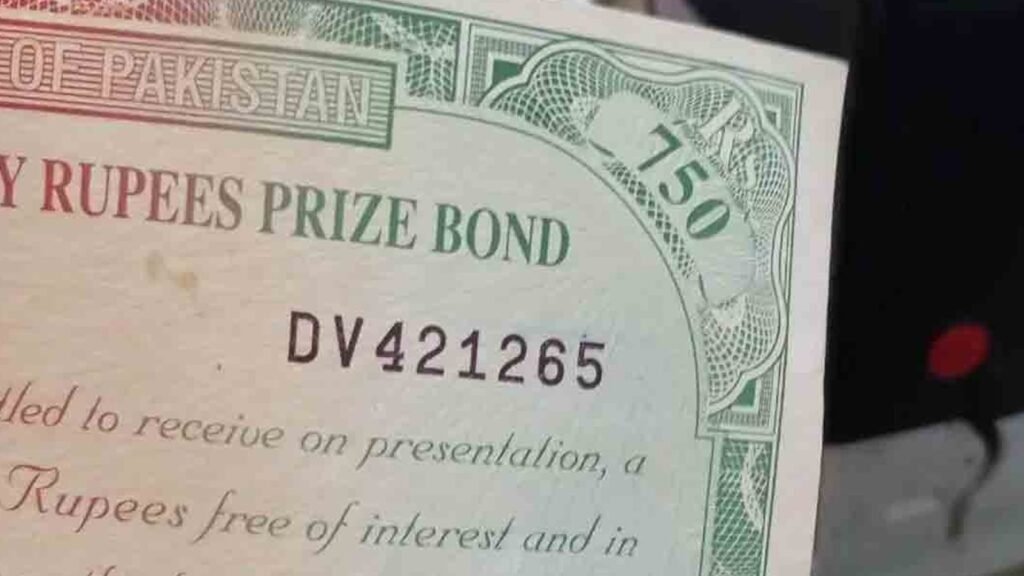 OF PAKISTAN
Rs
750
Y RUPEES PRIZE BOND
DV421265
tled to receive on presentation, a
Rupees free of interest and in